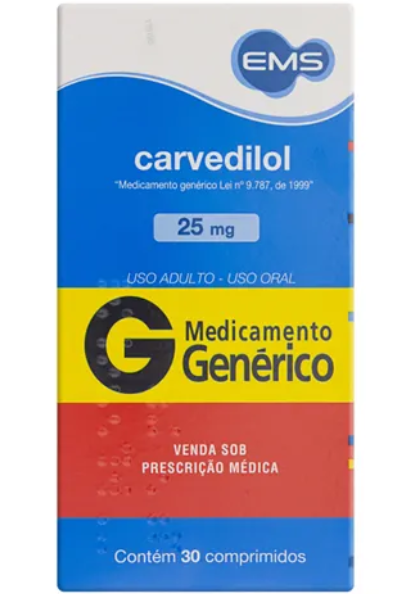 EMS
carvedilol
"Medicamento genérico Lei nº 9.787, de 1999"
25 mg
USO ADULTO - USO ORAL
G Medicamento
Genérico
VENDA SOB
PRESCRIÇÃO MÉDICA
Contém 30 comprimidos